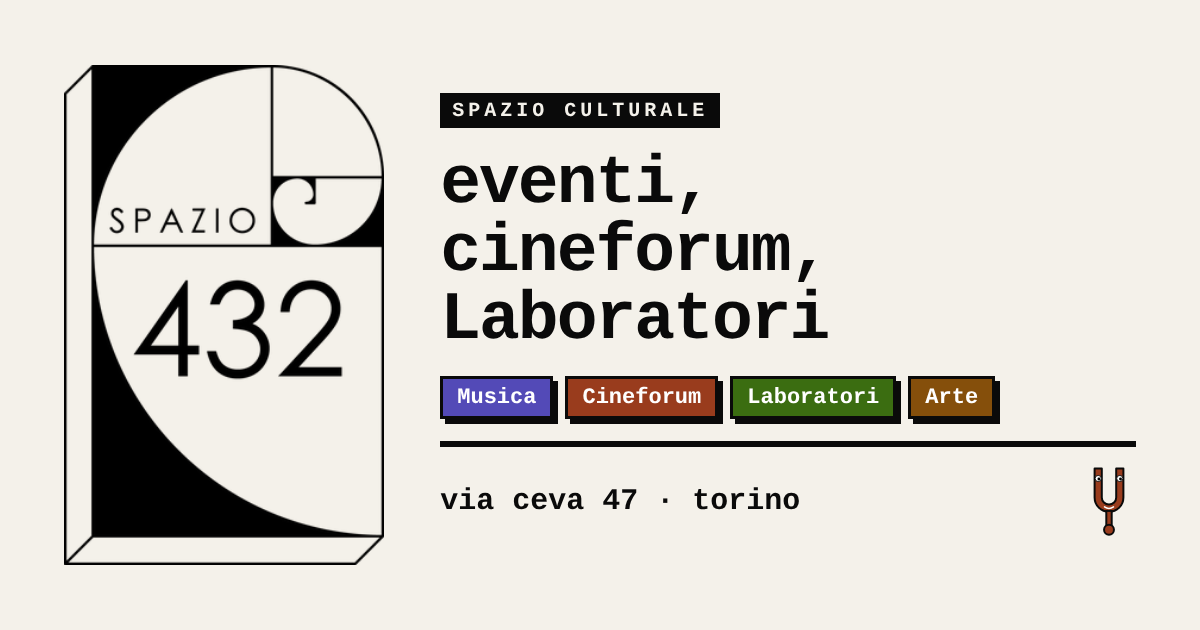 SPAZIO
432
SPAZIO CULTURALE
eventi,
cineforum,
Laboratori
Musica Cineforum Laboratori Arte
via ceva 47 · torino